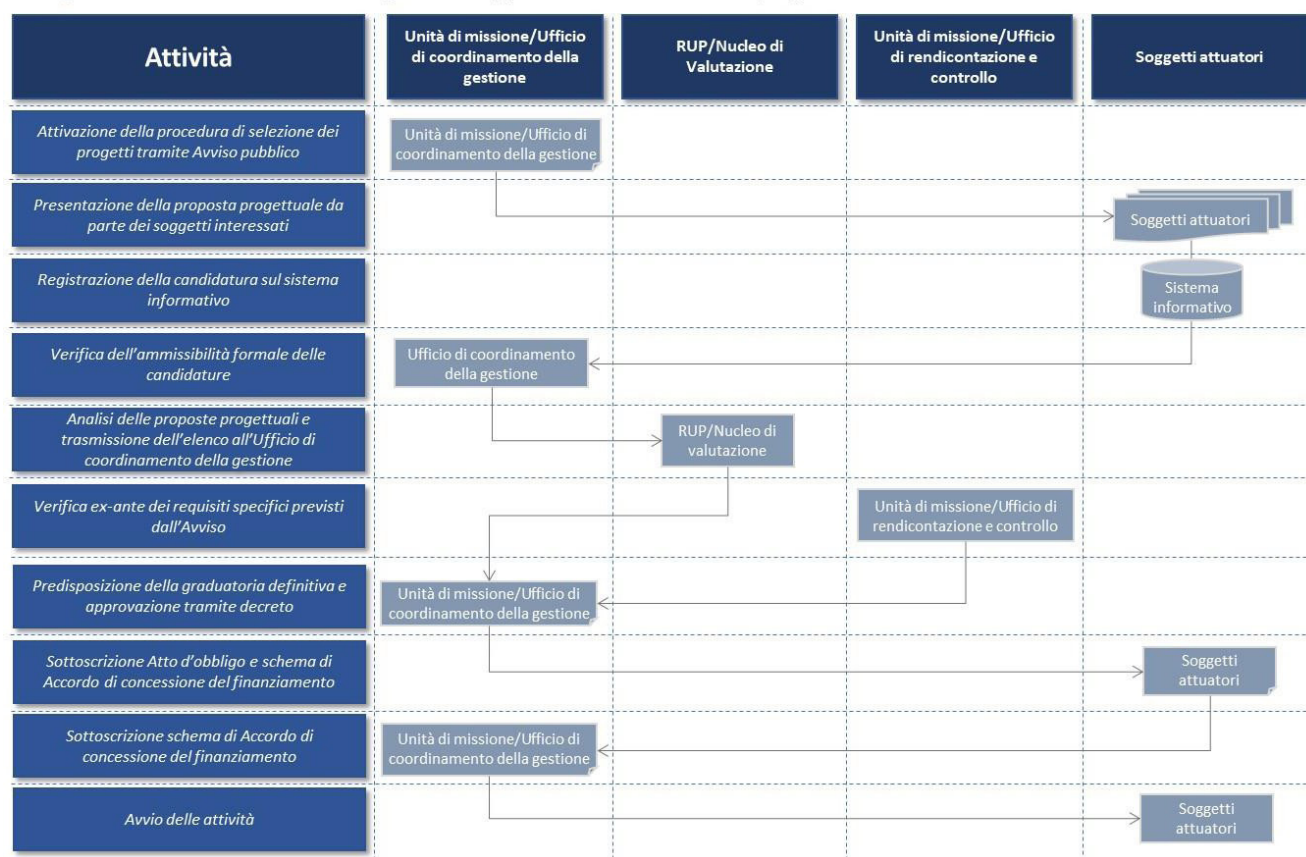 Attività
Unità di missione/Ufficio
di coordinamento della
gestione
RUP/Nucleo di
Valutazione
Unità di missione/Ufficio
di rendicontazione e
controllo
Soggetti attuatori
Attivazione della procedura di selezione dei
progetti tramite Avviso pubblico
Unità di missione/Ufficio di
coordinamento della gestione
Presentazione della proposta progettuale da
parte dei soggetti interessati
Soggetti attuatori
Registrazione della candidatura sul sistema
informativo
Sistema
informativo
Verifica dell'ammissibilità formale delle
candidature
Ufficio di coordinamento
della gestione
Analisi delle proposte progettuali e
trasmissione dell'elenco all'Ufficio di
coordinamento della gestione
RUP/Nucleo di
valutazione
Verifica ex-ante dei requisiti specifici previsti
dall'Avviso
Unità di missione/Ufficio di
rendicontazione e controllo
Predisposizione della graduatoria definitiva e
approvazione tramite decreto
Unità di missione/Ufficio di
coordinamento della gestione
Sottoscrizione Atto d'obbligo e schema di
Accordo di concessione del finanziamento
Soggetti
attuatori
Sottoscrizione schema di Accordo di
concessione del finanziamento
Unità di missione/Ufficio di
coordinamento della gestione
Avvio delle attività
Soggetti
attuatori